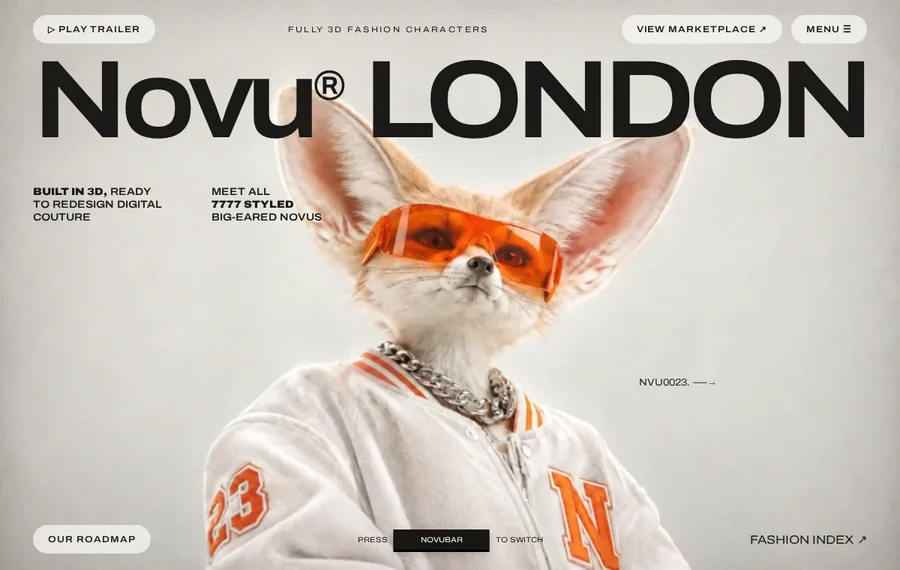 ▷ PLAY TRAILER
FULLY 3D FASHION CHARACTERS
VIEW MARKETPLACE ↗
MENU ☰
Novu® LONDON
BUILT IN 3D, READY
TO REDESIGN DIGITAL
COUTURE
MEET ALL
7777 STYLED
BIG-EARED NOVUS
NVU0023. —→
23
N
OUR ROADMAP
PRESS NOVUBAR TO SWITCH
FASHION INDEX ↗